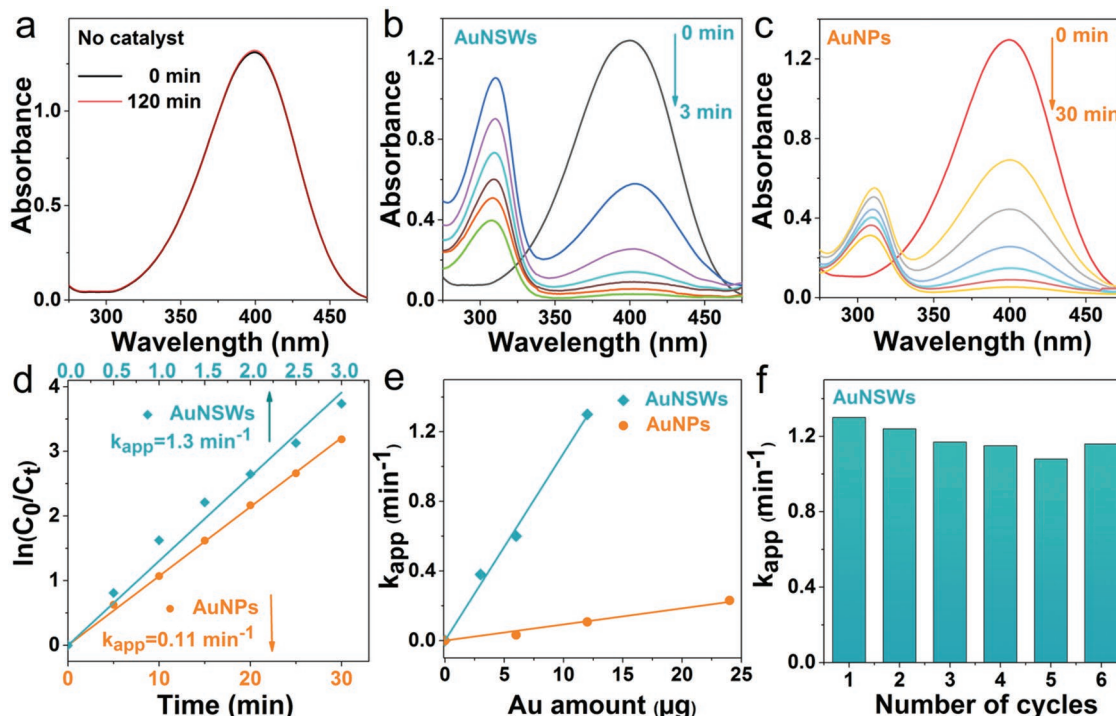 a
No catalyst
0 min
120 min
Absorbance
1.0
0.5
0.0
300 350 400 450
Wavelength (nm)
b
AuNSWs
0 min
3 min
Absorbance
1.2
0.8
0.4
0.0
300 350 400 450
Wavelength (nm)
c
AuNPs
0 min
30 min
Absorbance
1.2
0.8
0.4
0.0
300 350 400 450
Wavelength (nm)
d
0.0 0.5 1.0 1.5 2.0 2.5 3.0
AuNSWs
kapp=1.3 min-1
AuNPs
kapp=0.11 min-1
ln(C0/Ct)
4
3
2
1
0
0 10 20 30
Time (min)
e
AuNSWs
AuNPs
kapp (min-1)
1.2
0.8
0.4
0.0
0 5 10 15 20 25
Au amount (µg)
f
AuNSWs
kapp (min-1)
1.2
0.8
0.4
0.0
1 2 3 4 5 6
Number of cycles